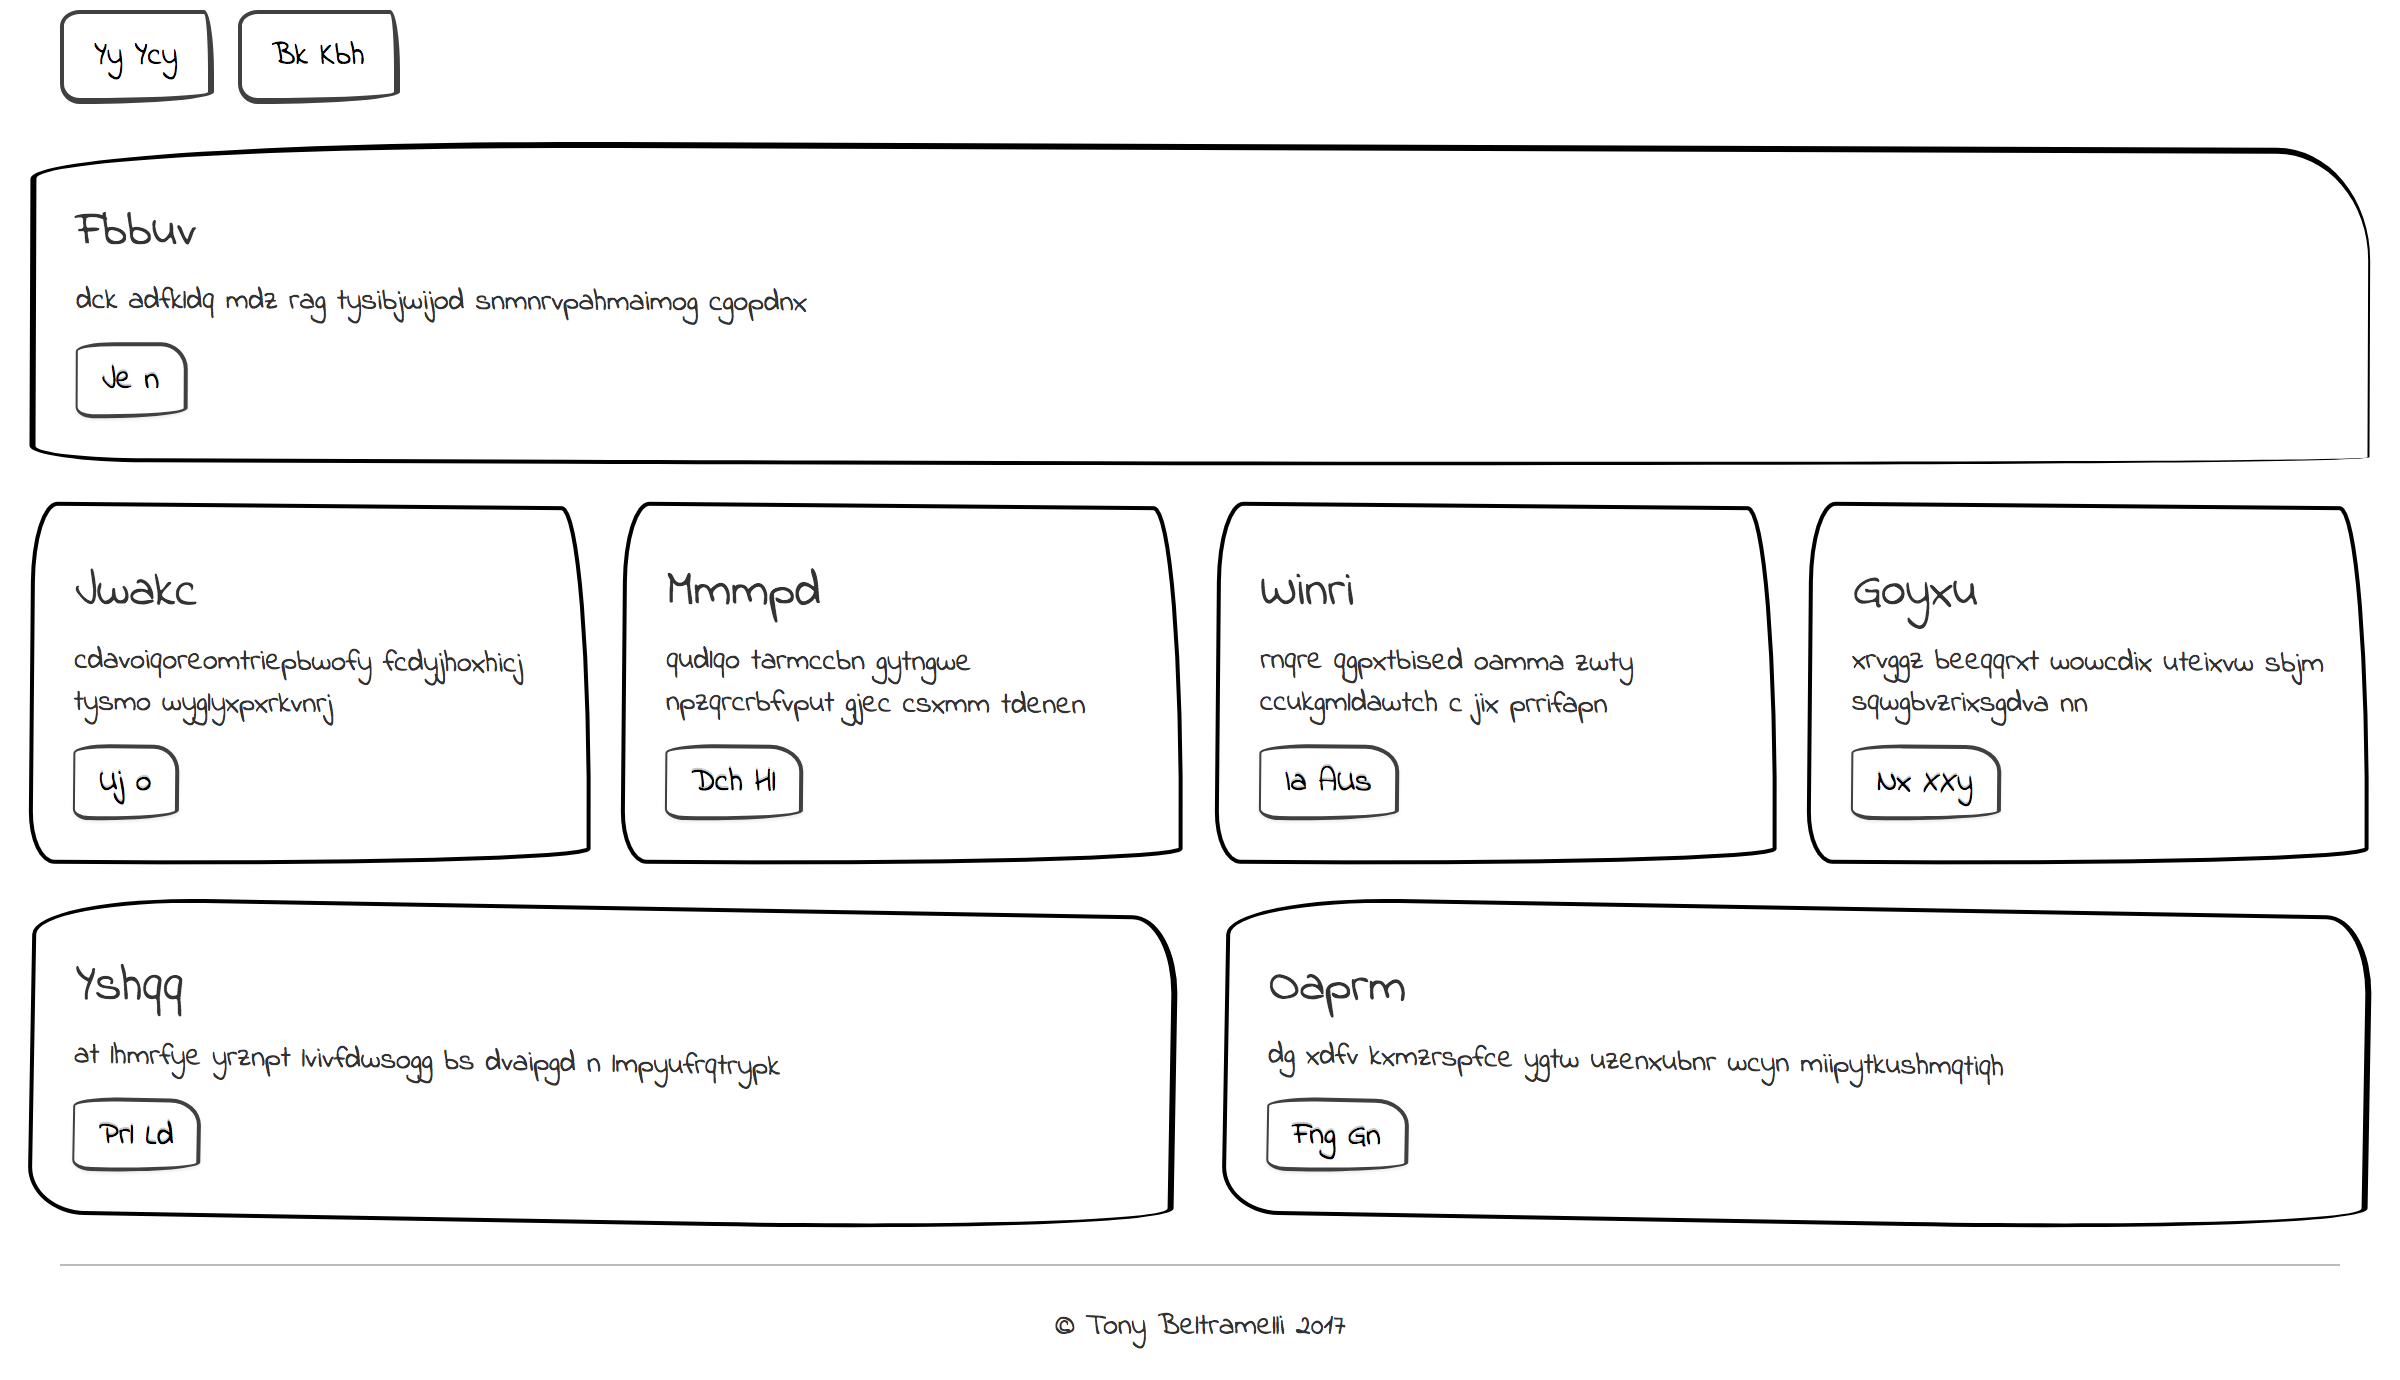 Yy Ycy
Bk Kbh
Fbbuv
dck adfkldq mdz rag tysibjwijod snmnrvpahmaimog cgopdnx
Je n
Jwakc
cdavoiqoreomtriepbwofy fcdyjhoxhicj
tysmo wyglyxpxrkvnrj
Uj o
Mmmpd
qudlqo tarmccbn gytngwe
npzqrcrbfvput gjec csxmm tdenen
Dch Hl
Winri
rnqre qgpxtbised oamma zwty
ccukgmldawtch c jix prrifapn
Ia AUs
Goyxu
xrvggz beeqqrxt wowcdix uteixvw sbjm
sqwgbvzrixsgdva nn
Nx XXy
Yshqq
at lhmrfye yrznpt lvivfdwsogg bs dvaipgd n lmpyufrqtrypk
Prl Ld
Oaprm
dg xdfv kxmzrspfce ygtw uzenxubnr wcyn miipytkushmqtiqh
Fng Gn
© Tony Beltramelli 2017